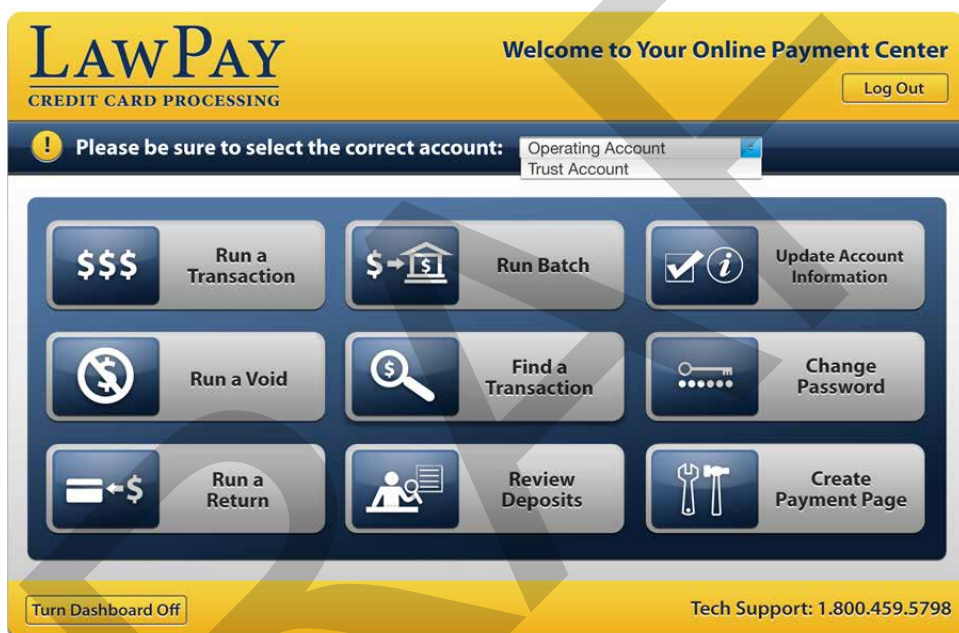 LAWPAY
CREDIT CARD PROCESSING
Welcome to Your Online Payment Center
Log Out
! Please be sure to select the correct account:
Operating Account
Trust Account
$$$
Run a
Transaction
$
$
Run Batch
i
Update Account
Information
$
Run a Void
$
Find a
Transaction
Change
Password
$
Run a
Return
Review
Deposits
Create
Payment Page
Turn Dashboard Off
Tech Support: 1.800.459.5798